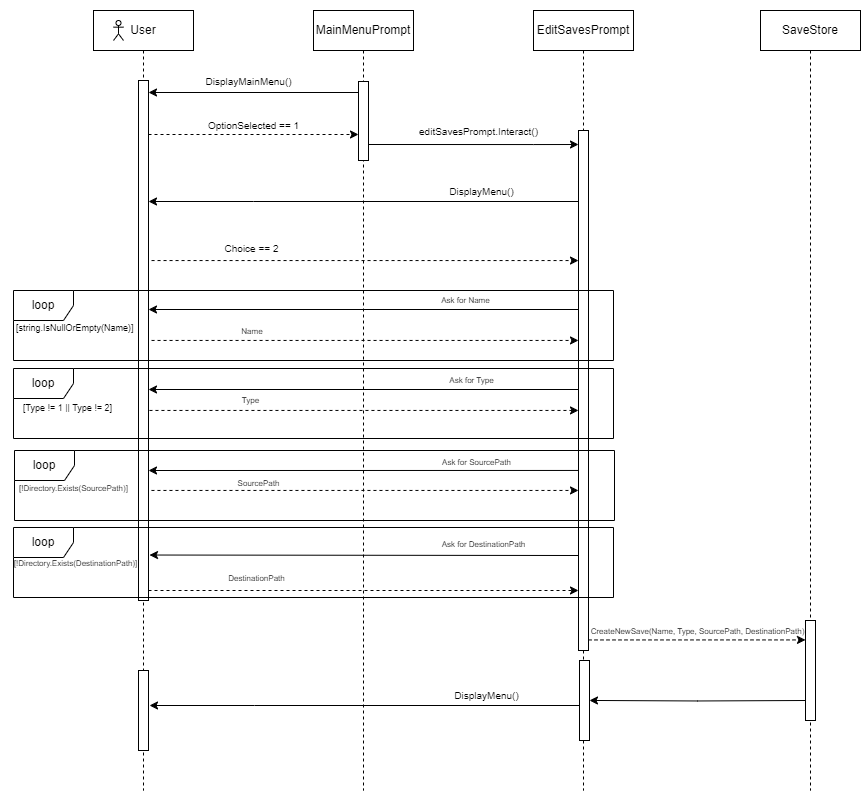 User
MainMenuPrompt
EditSavesPrompt
SaveStore
DisplayMainMenu()
OptionSelected == 1
editSavesPrompt.Interact()
DisplayMenu()
Choice == 2
loop
Ask for Name
[string.IsNullOrEmpty(Name)]
Name
loop
Ask for Type
[Type != 1 || Type != 2]
Type
loop
Ask for SourcePath
[!Directory.Exists(SourcePath)]
SourcePath
loop
Ask for DestinationPath
[!Directory.Exists(DestinationPath)]
DestinationPath
CreateNewSave(Name, Type, SourcePath, DestinationPath)
DisplayMenu()